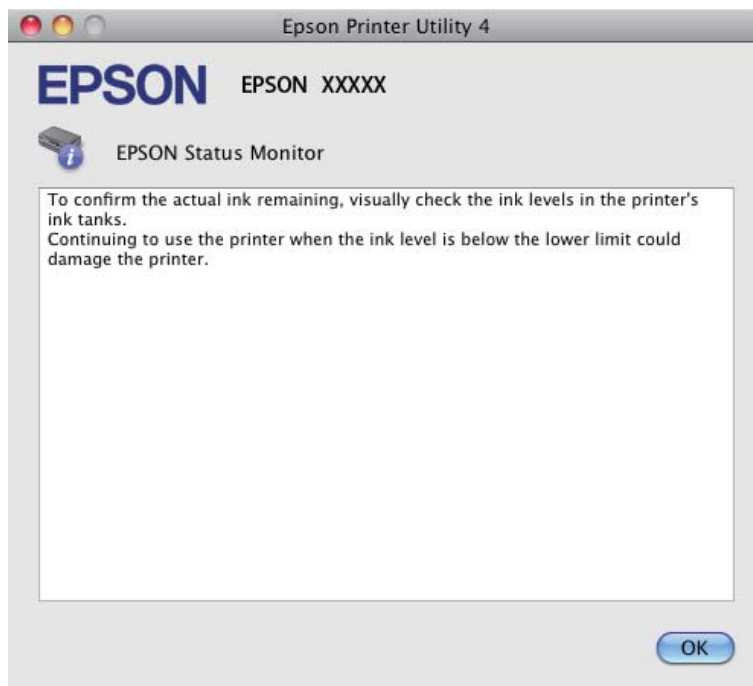 Epson Printer Utility 4
EPSON EPSON XXXXX
EPSON Status Monitor
To confirm the actual ink remaining, visually check the ink levels in the printer's
ink tanks.
Continuing to use the printer when the ink level is below the lower limit could
damage the printer.
OK